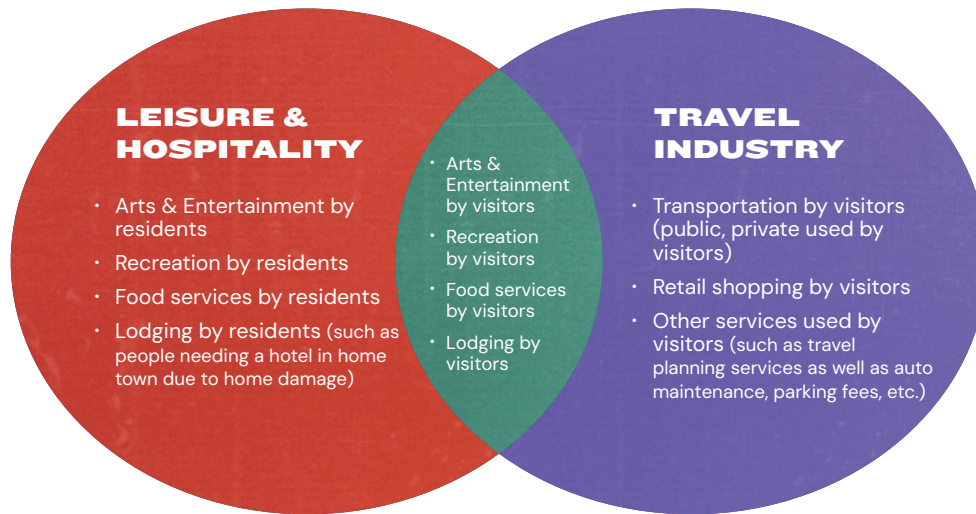 LEISURE &
HOSPITALITY
• Arts & Entertainment by
residents
• Recreation by residents
• Food services by residents
• Lodging by residents (such as
people needing a hotel in home
town due to home damage)
• Arts &
Entertainment
by visitors
• Recreation
by visitors
• Food services
by visitors
• Lodging by
visitors
TRAVEL
INDUSTRY
• Transportation by visitors
(public, private used by
visitors)
• Retail shopping by visitors
• Other services used by
visitors (such as travel
planning services as well as auto
maintenance, parking fees, etc.)